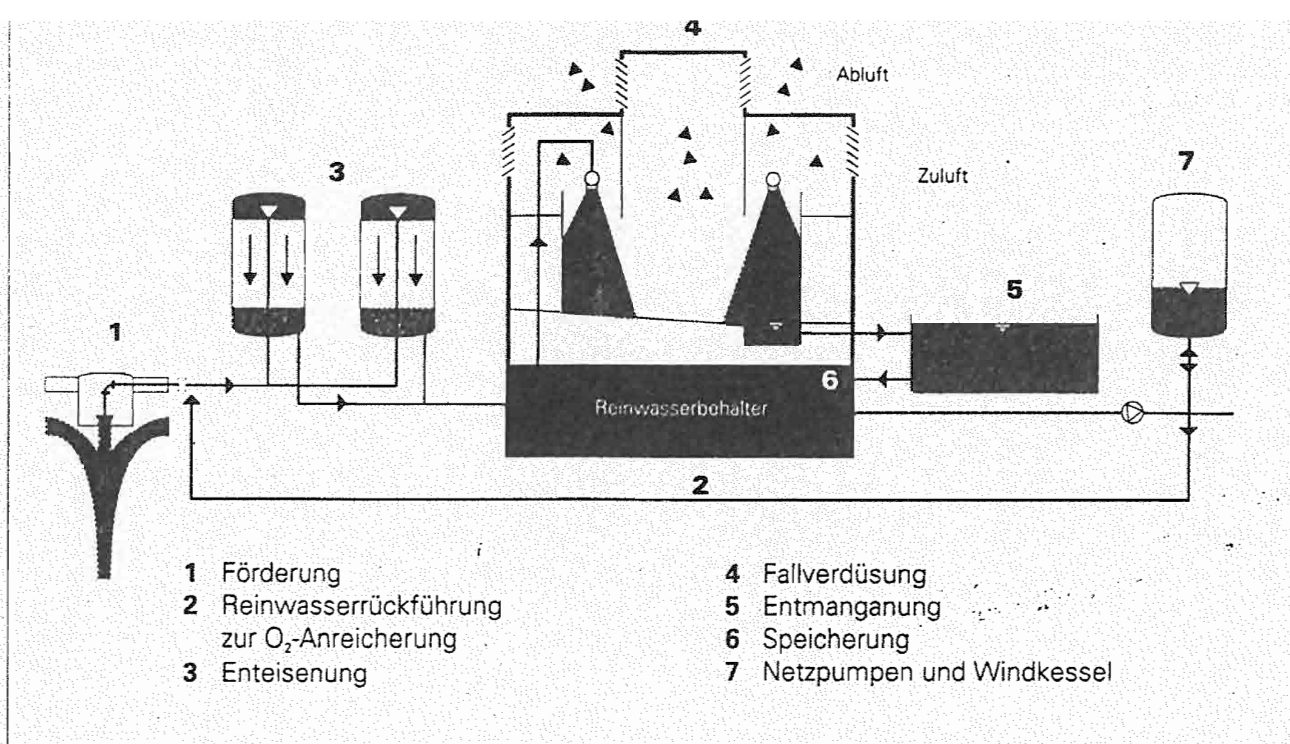 4
Abluft
3
Zuluft
7
5
1
6
Reinwasserbehälter
2
1 Förderung
2 Reinwasserrückführung
zur O₂-Anreicherung
3 Enteisenung
4 Fallverdüsung
5 Entmanganung
6 Speicherung
7 Netzpumpen und Windkessel